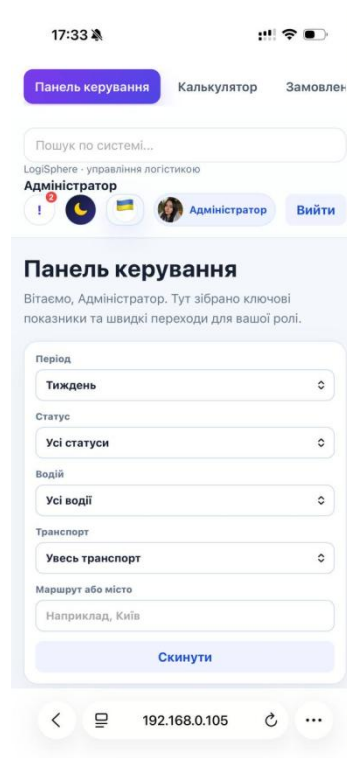 17:33
Панель керування Калькулятор Замовлен
Пошук по системі...
LogiSphere - управління логістикою
Адміністратор
! 2 Адміністратор Вийти
Панель керування
Вітаємо, Адміністратор. Тут зібрано ключові
показники та швидкі переходи для вашої ролі.
Період
Тиждень
Статус
Усі статуси
Водій
Усі водії
Транспорт
Увесь транспорт
Маршрут або місто
Наприклад, Київ
Скинути
192.168.0.105